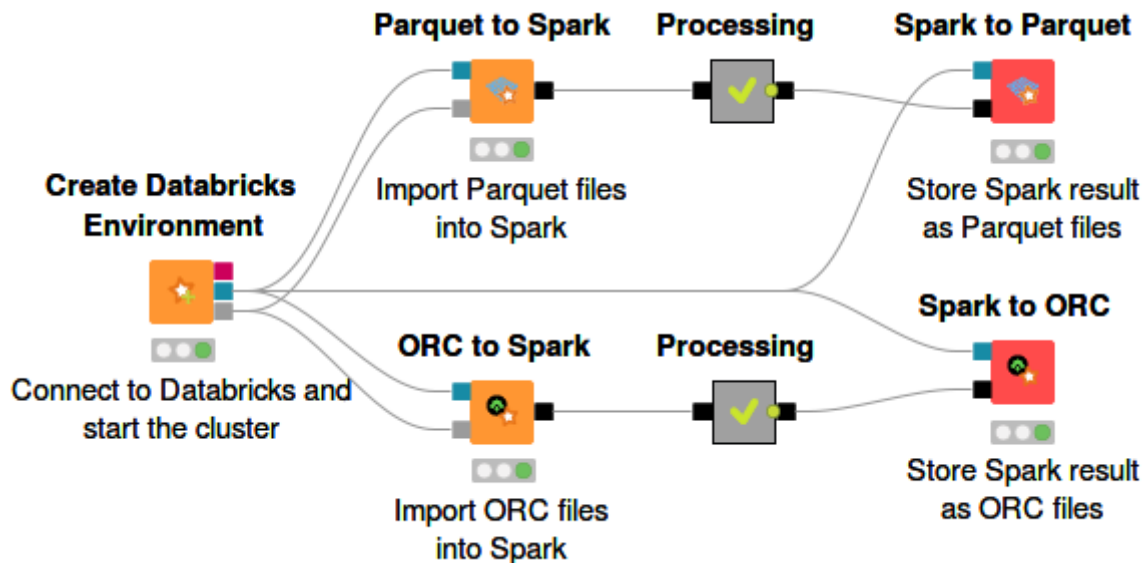 Parquet to Spark
Processing
Spark to Parquet
Import Parquet files
into Spark
Store Spark result
as Parquet files
Create Databricks
Environment
Connect to Databricks and
start the cluster
ORC to Spark
Processing
Spark to ORC
Import ORC files
into Spark
Store Spark result
as ORC files